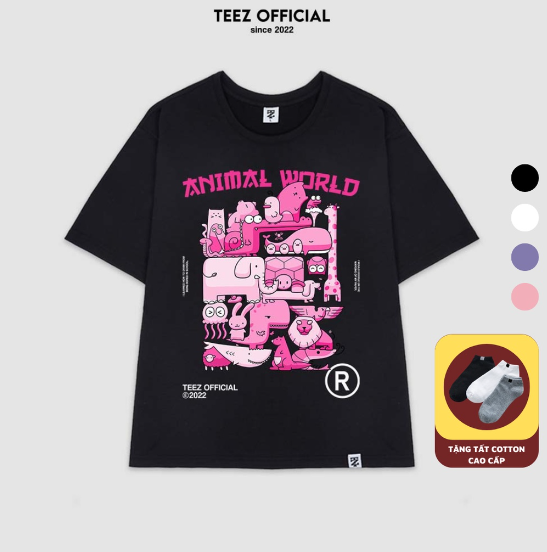 TEEZ OFFICIAL
since 2022
ANIMAL WORLD
TEEZ OFFICIAL
©2022
R
TẶNG TẤT COTTON
CAO CẤP